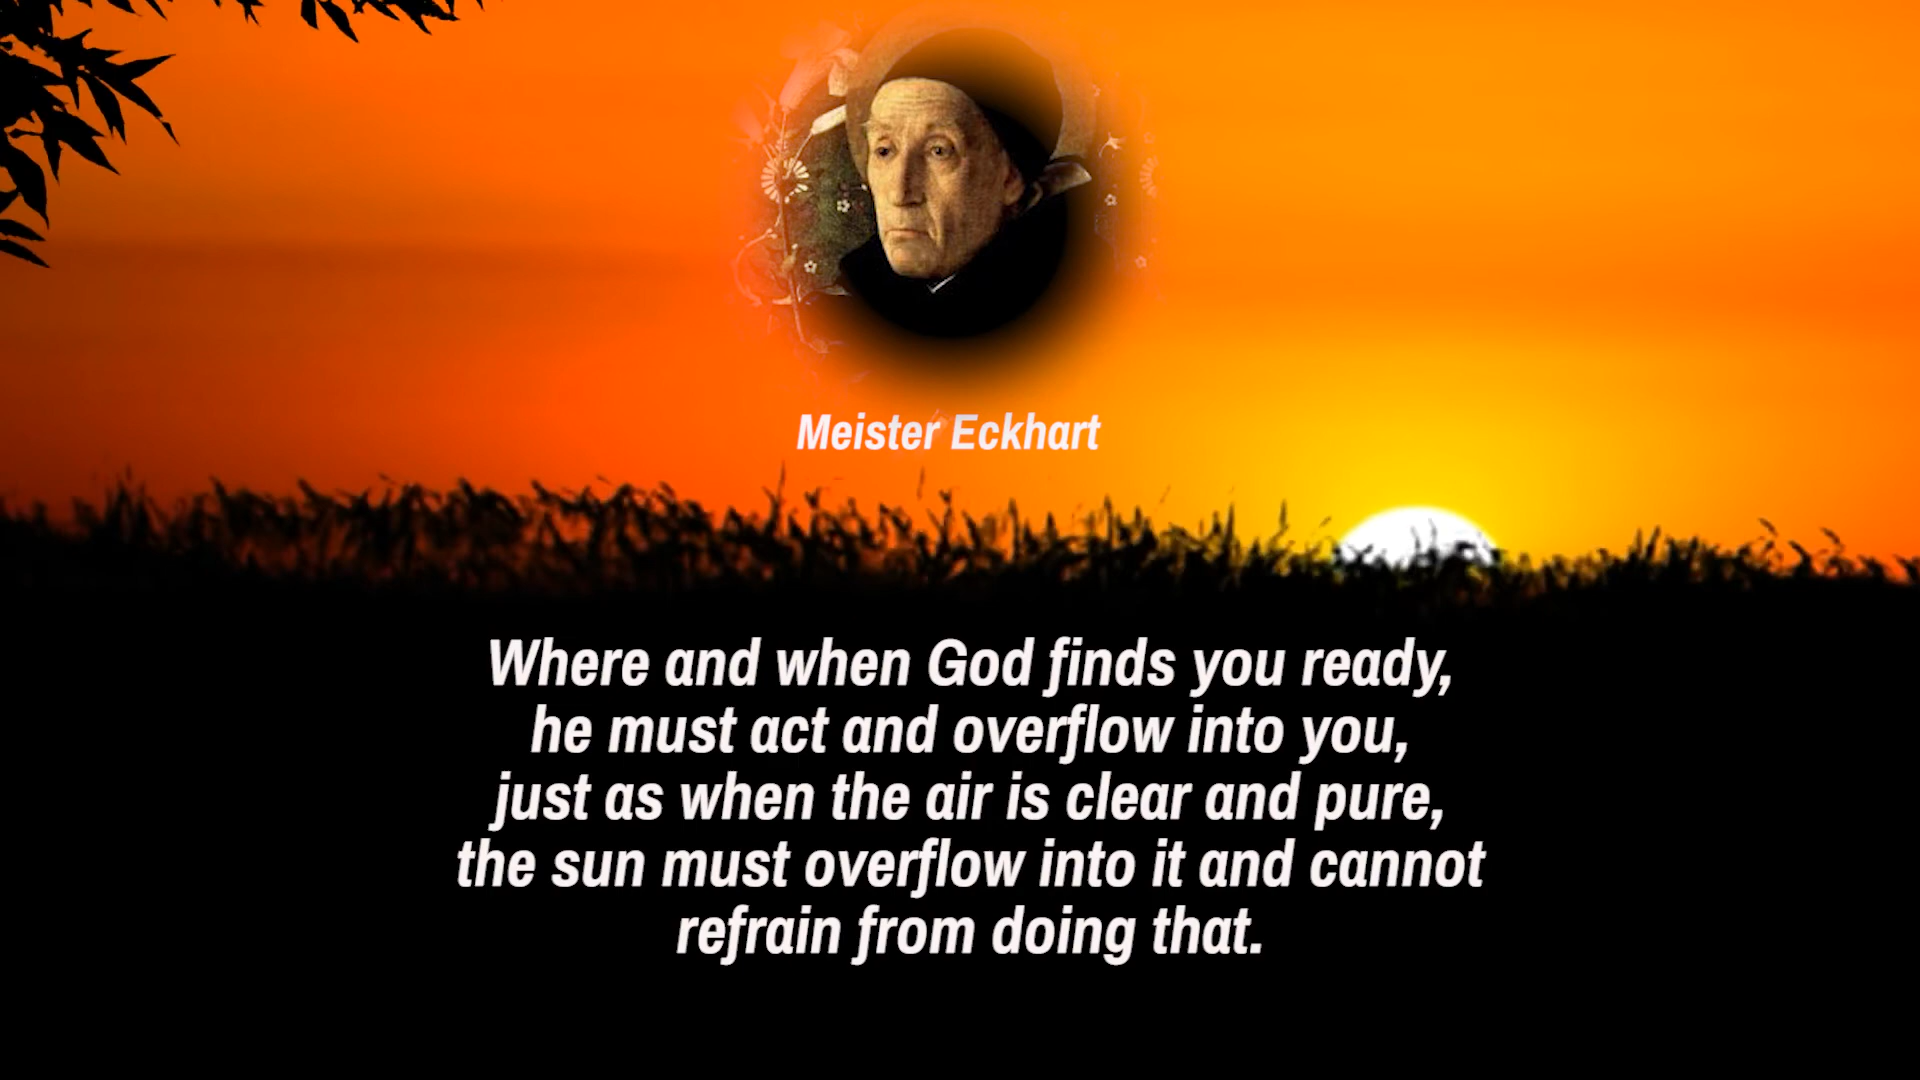 Meister Eckhart
Where and when God finds you ready,
he must act and overflow into you,
just as when the air is clear and pure,
the sun must overflow into it and cannot
refrain from doing that.